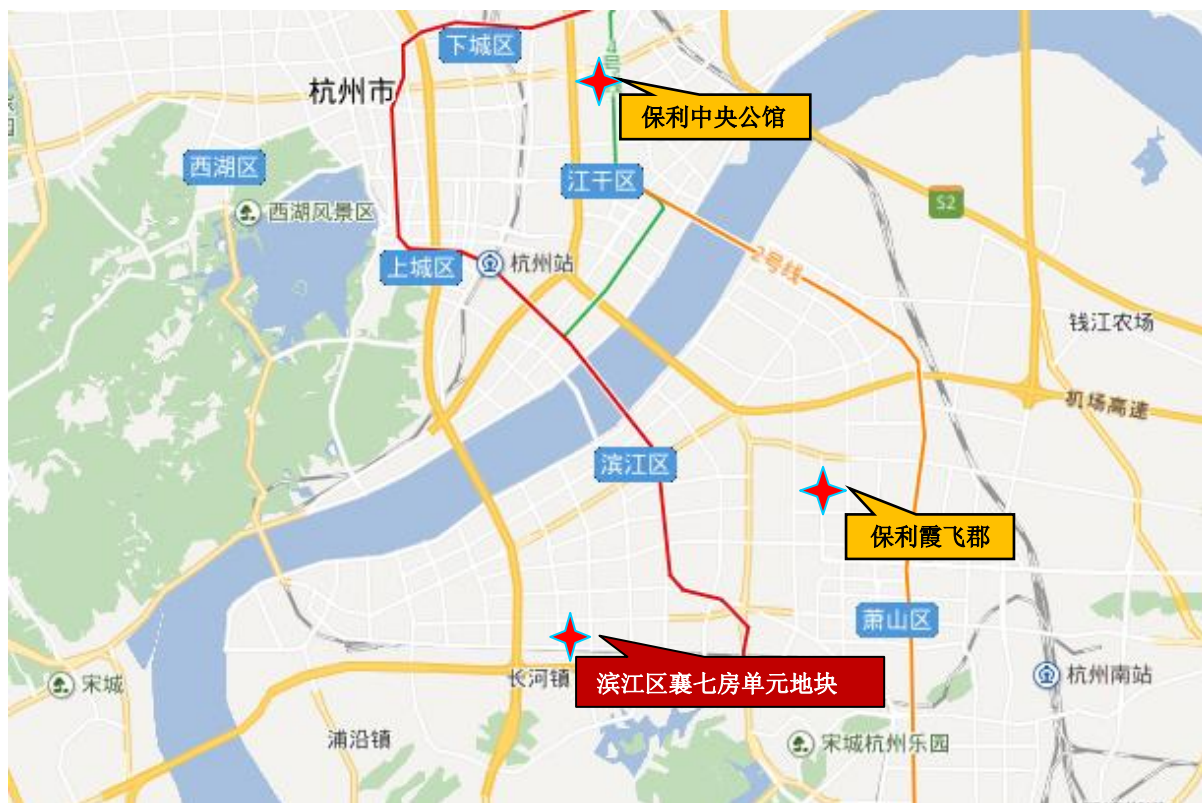 下城区
4号
杭州市
保利中央公馆
西湖区
江干区
西湖风景区
S2
上城区
杭州站
2号线
钱江农场
机场高速
滨江区
保利霞飞郡
萧山区
长河镇
滨江区襄七房单元地块
宋城
杭州南站
浦沿镇
宋城杭州乐园